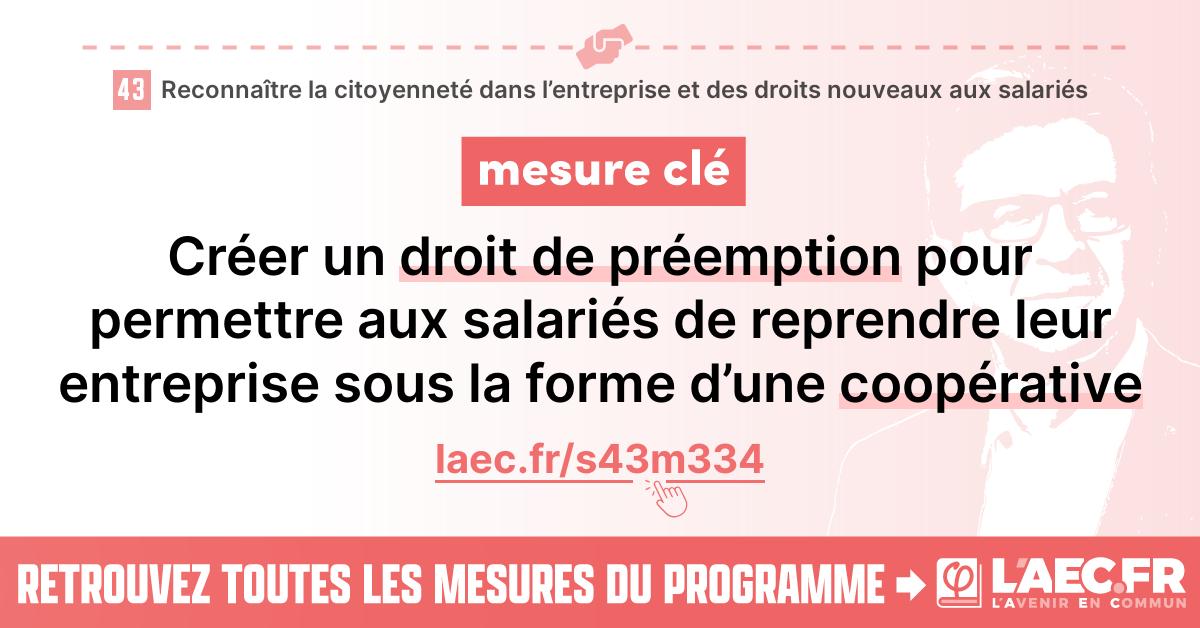 43 Reconnaître la citoyenneté dans l’entreprise et des droits nouveaux aux salariés
mesure clé
Créer un droit de préemption pour
permettre aux salariés de reprendre leur
entreprise sous la forme d’une coopérative
laec.fr/s43m334
RETROUVEZ TOUTES LES MESURES DU PROGRAMME
φ
L'AEC.FR
L'AVENIR EN COMMUN